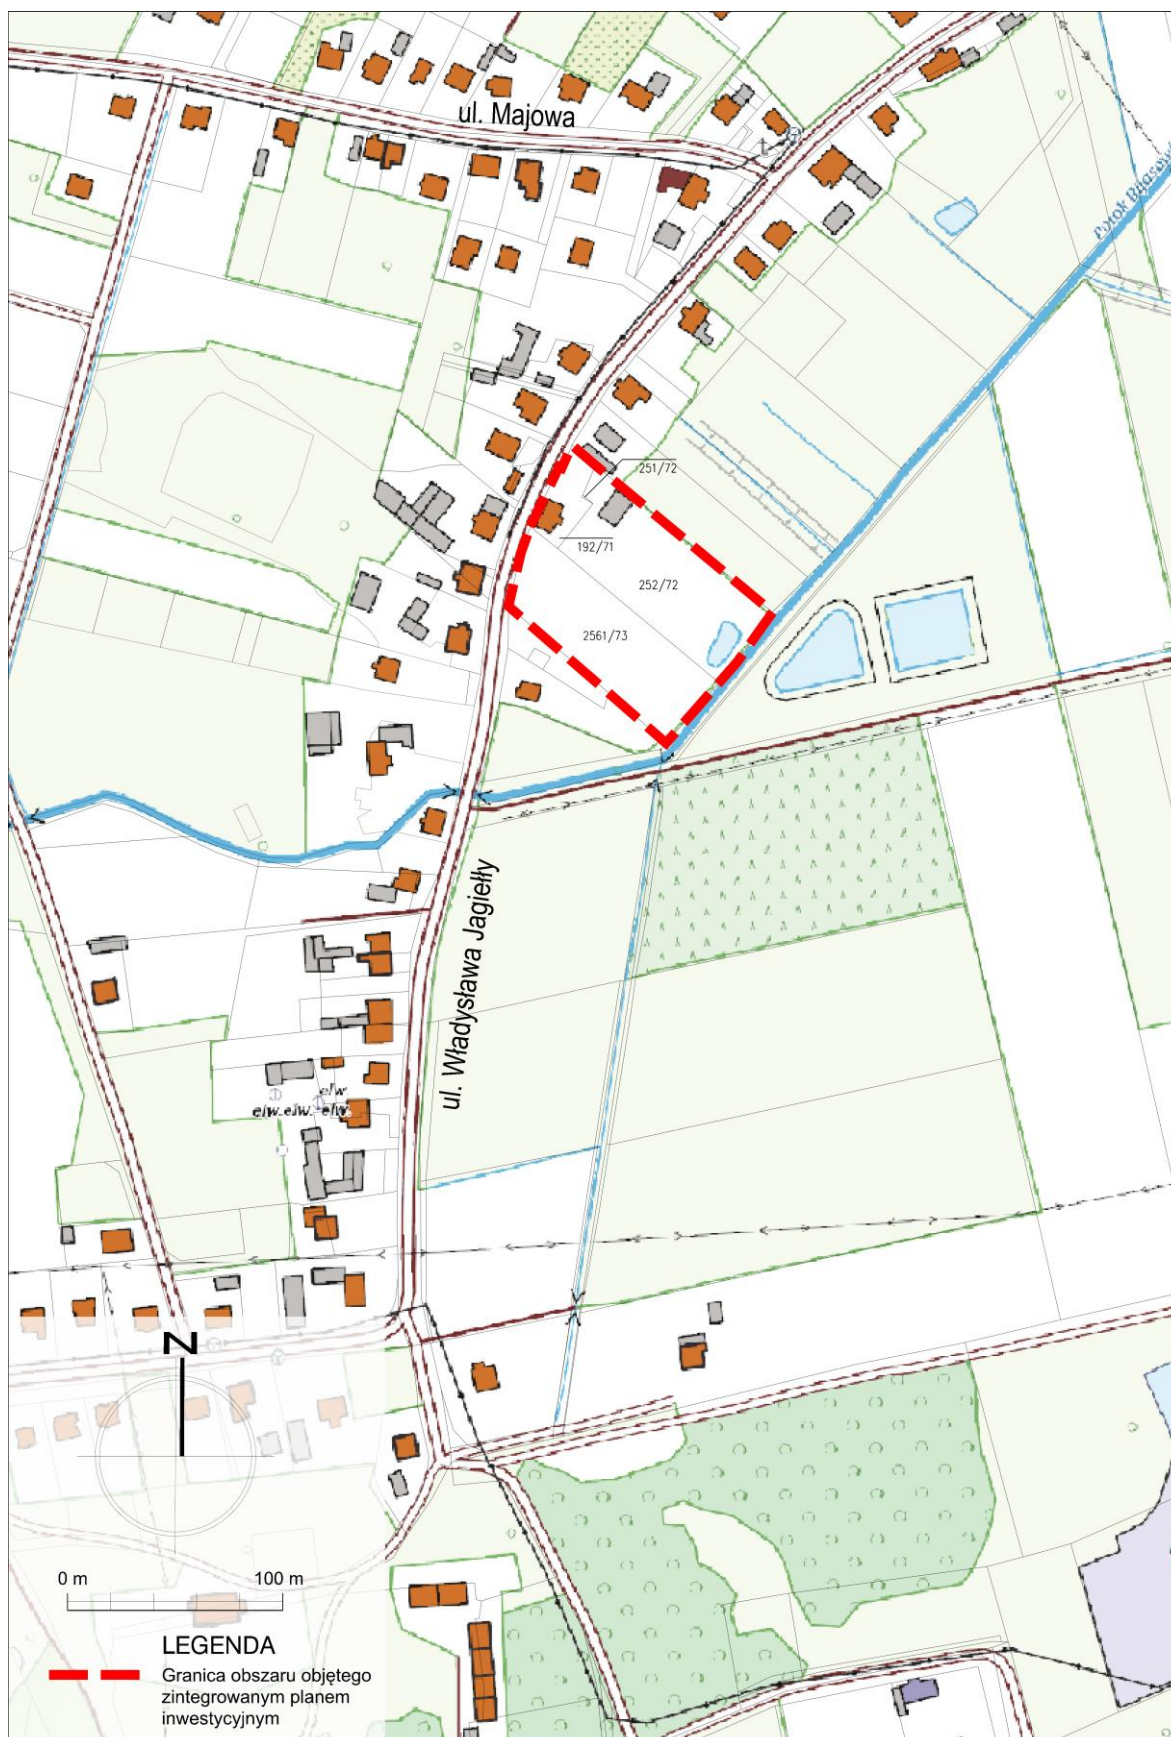 ul. Majowa
t
251/72
192/71
252/72
2561/73
ul. Władysława Jagiełły
elw.
elw. elw. elw.
N
0 m 100 m
LEGENDA
Granica obszaru objętego
zintegrowanym planem
inwestycyjnym